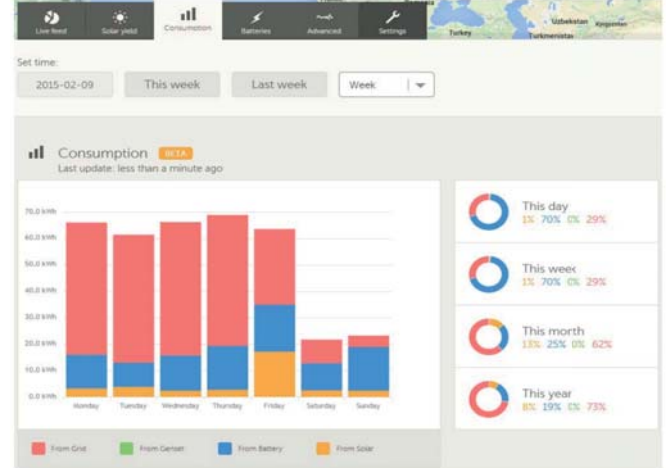 Live feed
Solar yield
Consumption
Batteries
Advanced
Settings
Turkey
Uzbekistan
Kyrgyzstan
Turkmenistan
Set time:
2015-02-09
This week
Last week
Week
Consumption BETA
Last update: less than a minute ago
70.0 kWh
60.0 kWh
50.0 kWh
40.0 kWh
30.0 kWh
20.0 kWh
10.0 kWh
0.0 kWh
Monday
Tuesday
Wednesday
Thursday
Friday
Saturday
Sunday
From Grid
From Genset
From Battery
From Solar
This day
1% 70% 0% 29%
This week
1% 70% 0% 29%
This month
13% 25% 0% 62%
This year
8% 19% 0% 73%